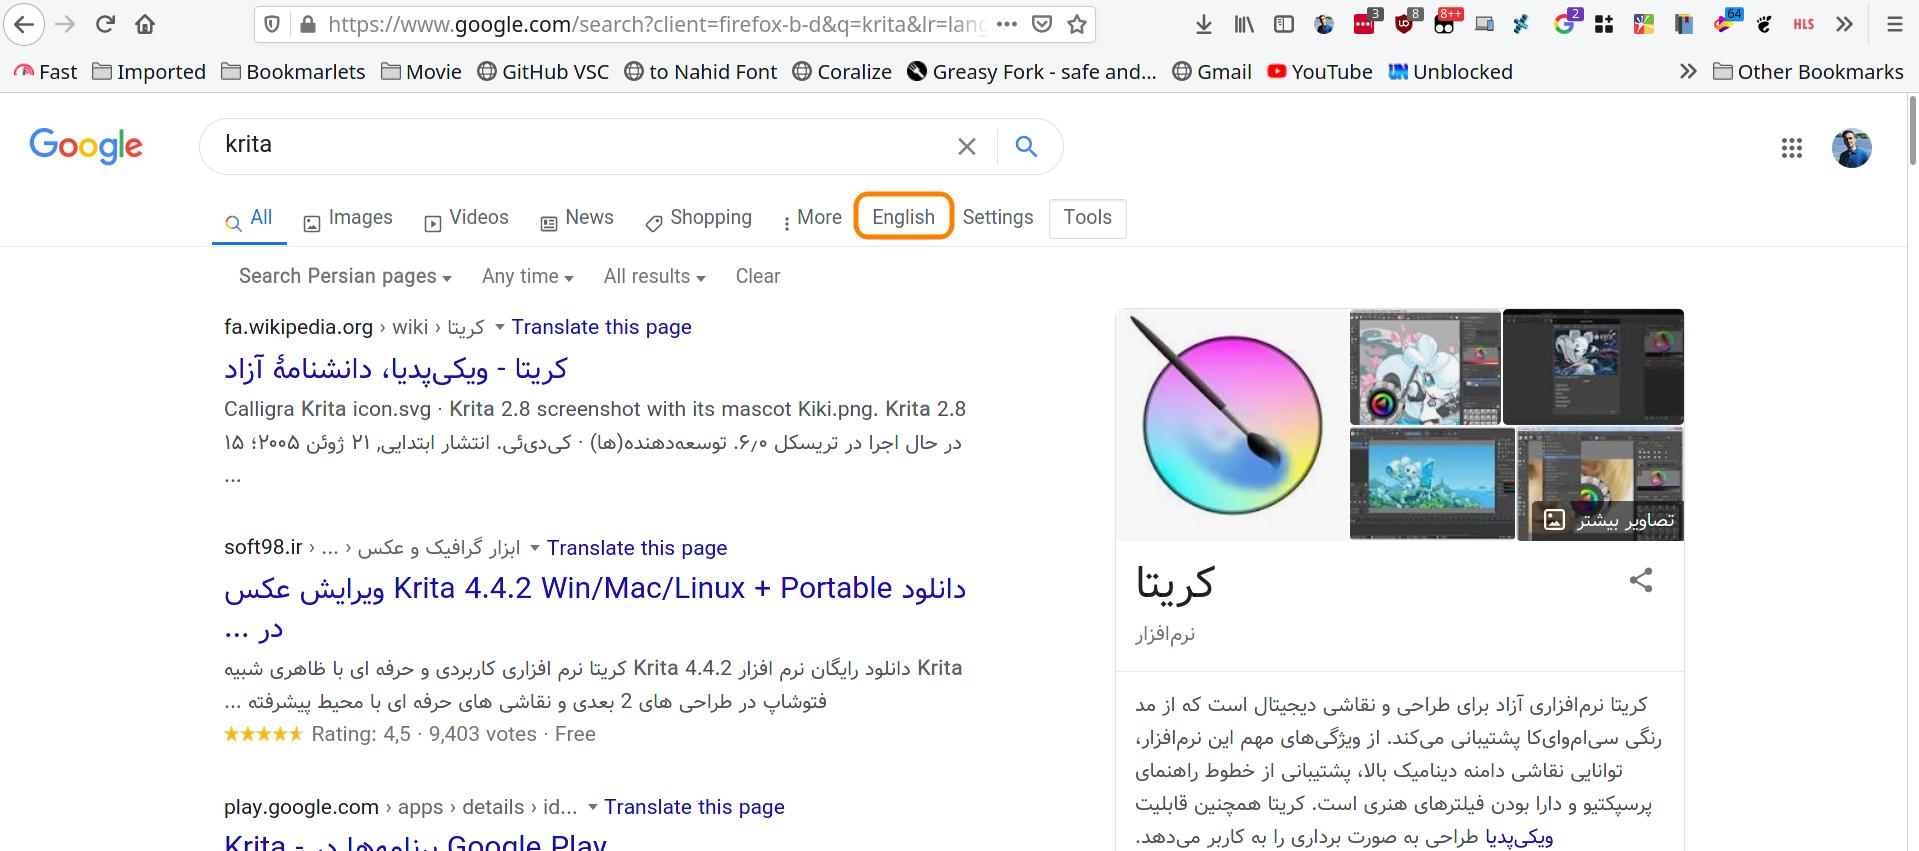 https://www.google.com/search?client=firefox-b-d&q=krita&lr=lang
3
8
8++
2
64
HLS
Fast
Imported
Bookmarlets
Movie
GitHub VSC
to Nahid Font
Coralize
Greasy Fork - safe and...
Gmail
YouTube
Unblocked
Other Bookmarks
Google
krita
All
Images
Videos
News
Shopping
More
English
Settings
Tools
Search Persian pages
Any time
All results
Clear
fa.wikipedia.org › wiki › کریتا Translate this page
کریتا - ویکی‌پدیا، دانشنامهٔ آزاد
Calligra Krita icon.svg · Krita 2.8 screenshot with its mascot Kiki.png. Krita 2.8
در حال اجرا در تریسکل ۶٫۰. توسعه‌دهنده(ها) · کی‌دی‌ئی. انتشار ابتدایی, ۲۱ ژوئن ۲۰۰۵؛ ۱۵
...
soft98.ir › ... › ابزار گرافیک و عکس Translate this page
دانلود Krita 4.4.2 Win/Mac/Linux + Portable ویرایش عکس
در ...
Krita دانلود رایگان نرم افزار Krita 4.4.2 کریتا نرم افزاری کاربردی و حرفه ای با ظاهری شبیه
فتوشاپ در طراحی های 2 بعدی و نقاشی های حرفه ای با محیط پیشرفته ...
Rating: 4,5 · 9,403 votes · Free
play.google.com › apps › details › id... Translate this page
Krita - برنامه‌ها در Google Play
تصاویر بیشتر
کریتا
نرم‌افزار
کریتا نرم‌افزاری آزاد برای طراحی و نقاشی دیجیتال است که از مد
رنگی سی‌ام‌وای‌کا پشتیبانی می‌کند. از ویژگی‌های مهم این نرم‌افزار،
توانایی نقاشی دامنه دینامیک بالا، پشتیبانی از خطوط راهنمای
پرسپکتیو و دارا بودن فیلترهای هنری است. کریتا همچنین قابلیت
طراحی به صورت برداری را به کاربر می‌دهد. ویکی‌پدیا